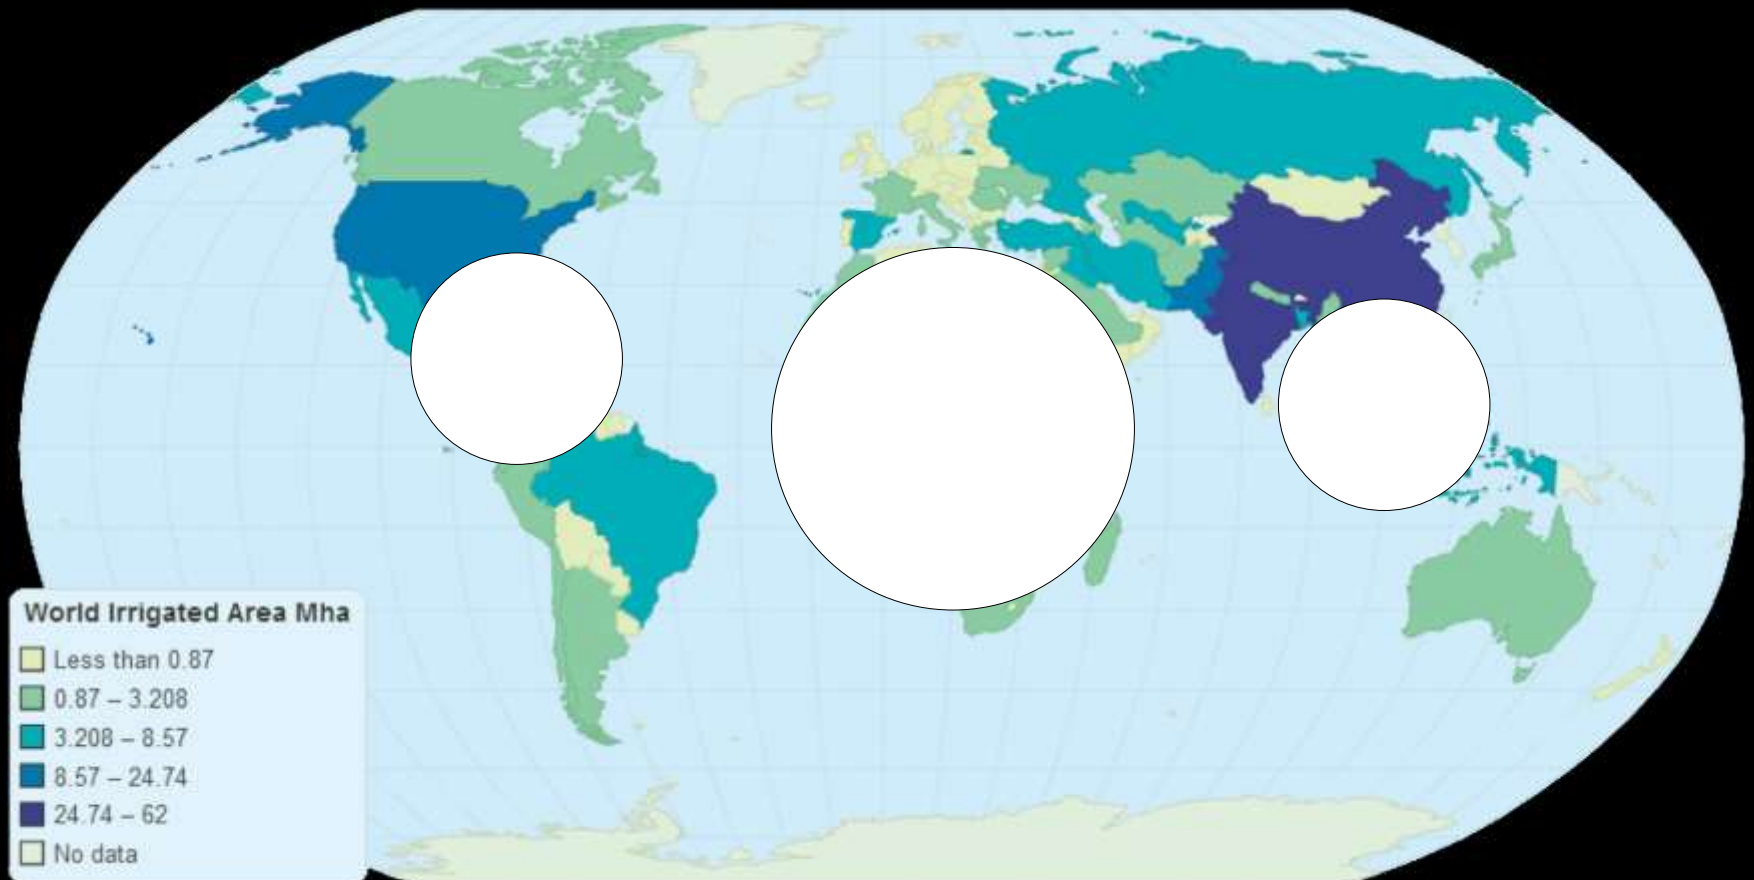 World Irrigated Area Mha
Less than 0.87
0.87 – 3.208
3.208 – 8.57
8.57 – 24.74
24.74 – 62
No data